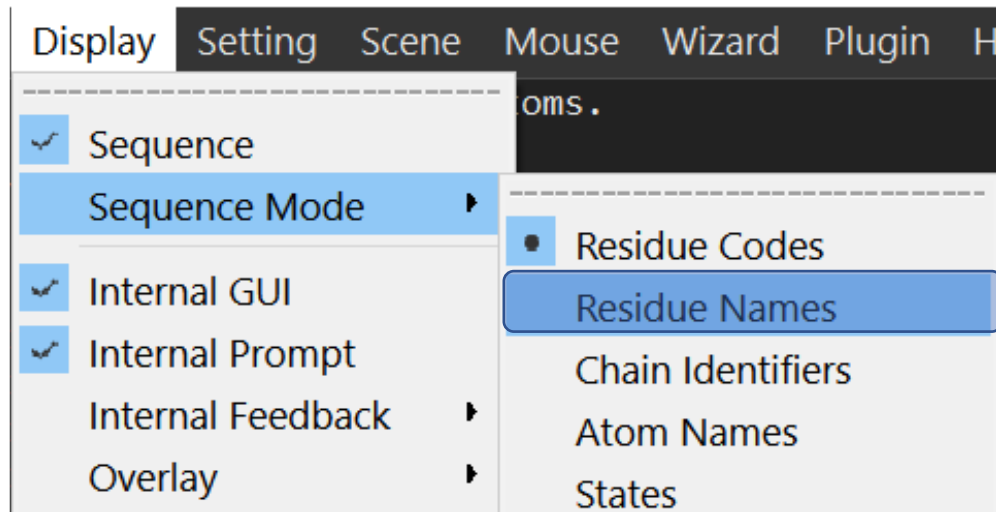 Display Setting Scene Mouse Wizard Plugin H
toms.
Sequence
Sequence Mode
Internal GUI
Internal Prompt
Internal Feedback
Overlay
Residue Codes
Residue Names
Chain Identifiers
Atom Names
States